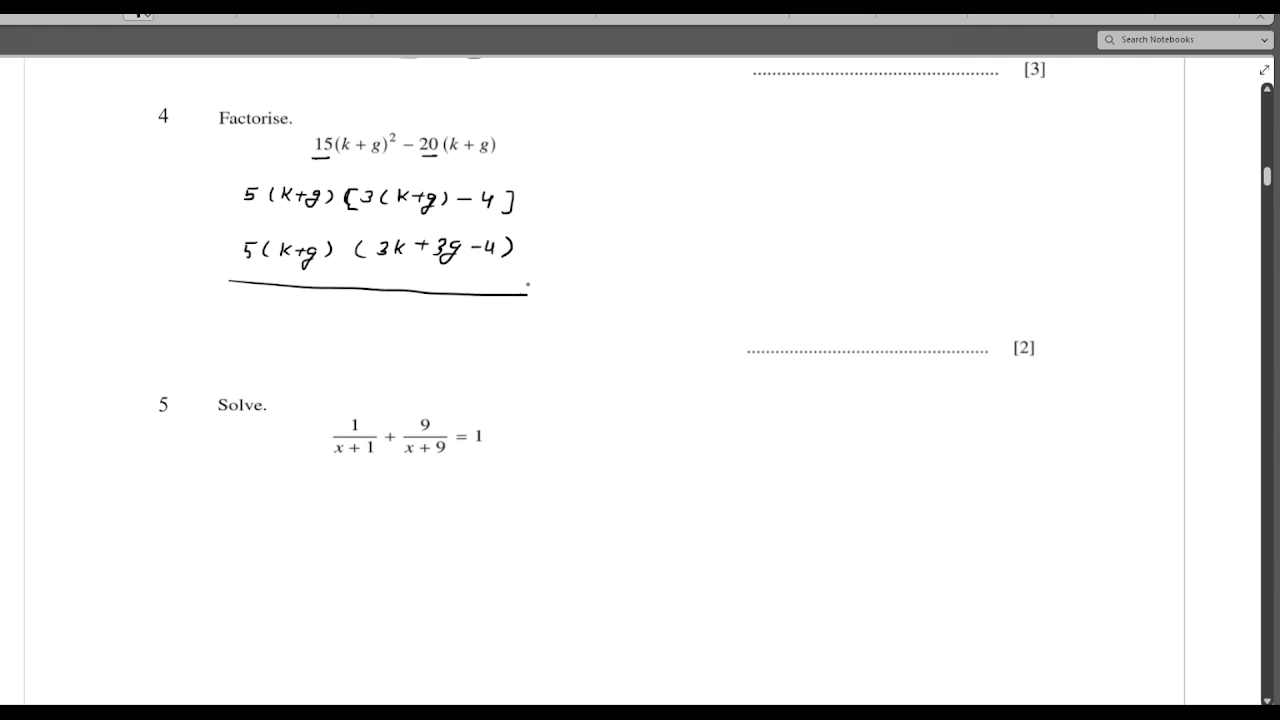 Search Notebooks
................................................ [3]
4 Factorise.
15(k + g)² − 20 (k + g)
5 (k+g) [3(k+g) − 4]
5(k+g) (3k + 3g − 4)
................................................ [2]
5 Solve.
1/(x + 1) + 9/(x + 9) = 1